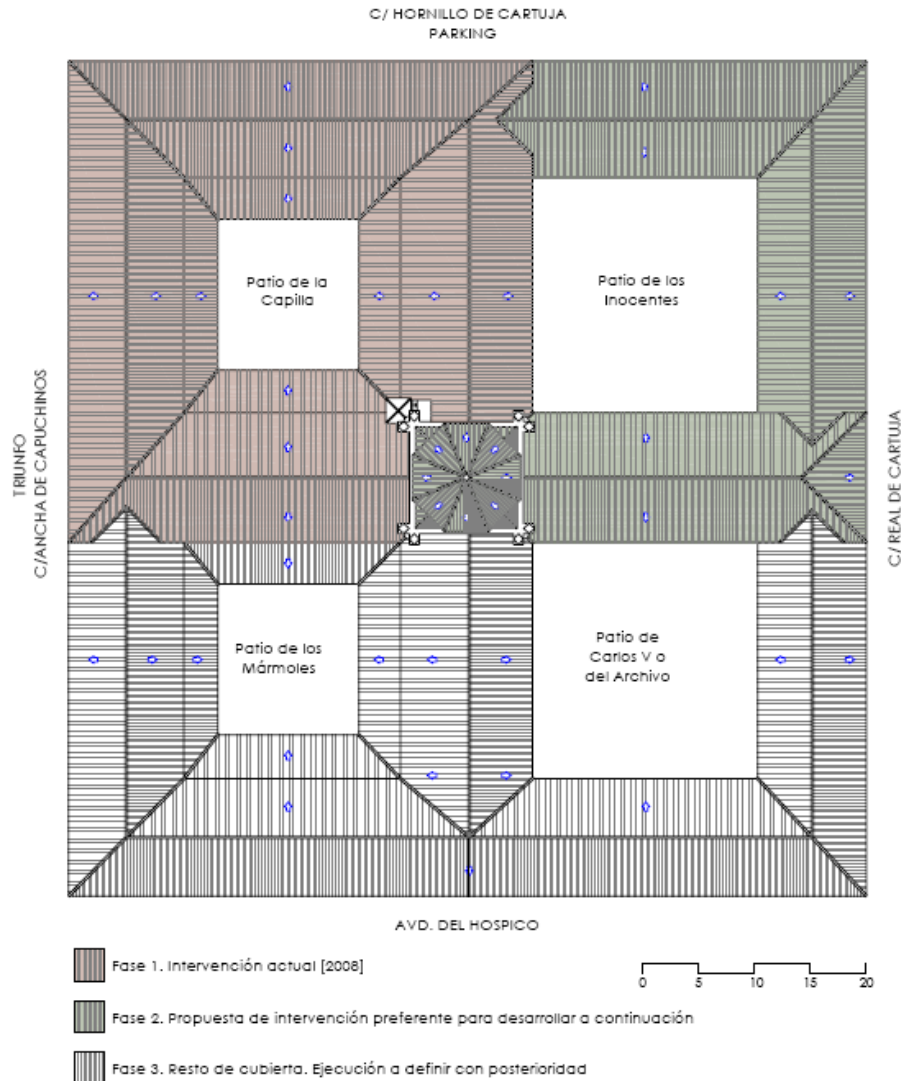 C/ HORNILLO DE CARTUJA
PARKING
Patio de la
Capilla
Patio de los
Inocentes
TRIUNFO
C/ANCHA DE CAPUCHINOS
C/ REAL DE CARTUJA
Patio de los
Mármoles
Patio de
Carlos V o
del Archivo
AVD. DEL HOSPICO
Fase 1. Intervención actual [2008]
0 5 10 15 20
Fase 2. Propuesta de intervención preferente para desarrollar a continuación
Fase 3. Resto de cubierta. Ejecución a definir con posterioridad